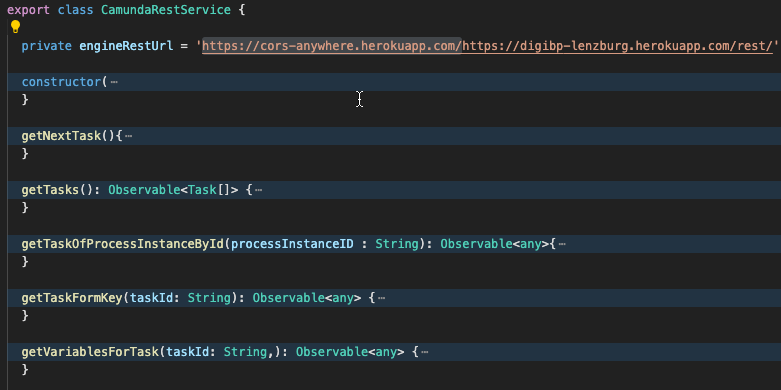 export class CamundaRestService {
private engineRestUrl = 'https://cors-anywhere.herokuapp.com/https://digibp-lenzburg.herokuapp.com/rest/'
constructor( ⋯
}
getNextTask(){ ⋯
}
getTasks(): Observable<Task[]> { ⋯
}
getTaskOfProcessInstanceById(processInstanceID : String): Observable<any>{ ⋯
}
getTaskFormKey(taskId: String): Observable<any> { ⋯
}
getVariablesForTask(taskId: String,): Observable<any> { ⋯
}